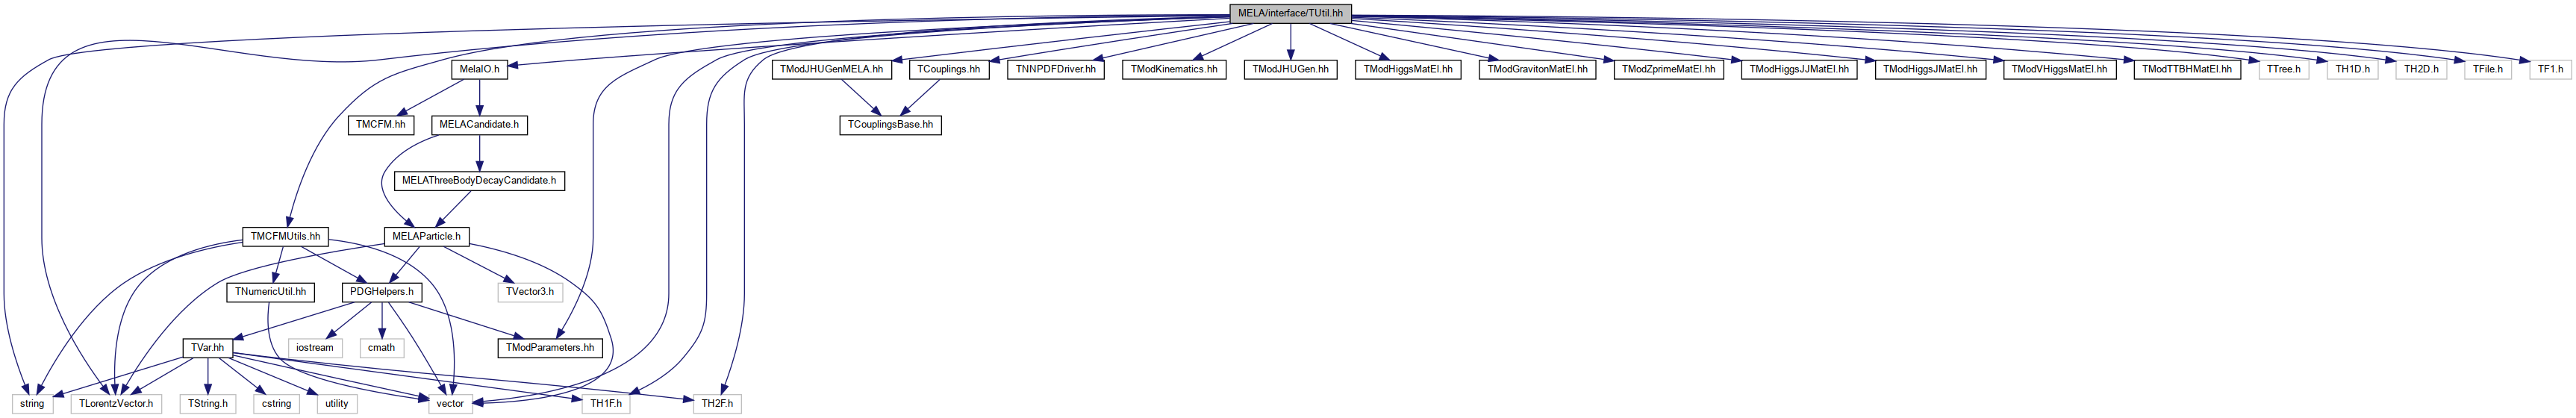 MELA/interface/TUtil.hh
MelaIO.h
TModJHUGenMELA.hh
TCouplings.hh
TNNPDFDriver.hh
TModKinematics.hh
TModJHUGen.hh
TModHiggsMatEl.hh
TModGravitonMatEl.hh
TModZprimeMatEl.hh
TModHiggsJJMatEl.hh
TModHiggsJMatEl.hh
TModVHiggsMatEl.hh
TModTTBHMatEl.hh
TTree.h
TH1D.h
TH2D.h
TFile.h
TF1.h
TMCFM.hh
MELACandidate.h
TCouplingsBase.hh
MELAThreeBodyDecayCandidate.h
TMCFMUtils.hh
MELAParticle.h
TNumericUtil.hh
PDGHelpers.h
TVector3.h
TVar.hh
iostream
cmath
TModParameters.hh
string
TLorentzVector.h
TString.h
cstring
utility
vector
TH1F.h
TH2F.h